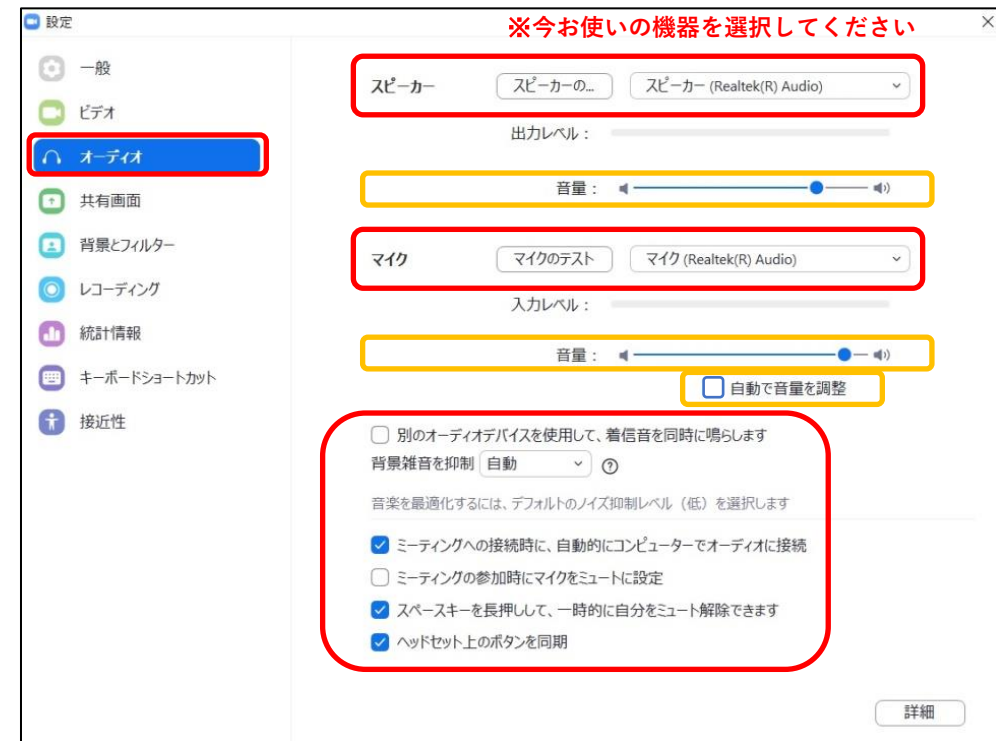 設定
※今お使いの機器を選択してください
一般
ビデオ
オーディオ
共有画面
背景とフィルター
レコーディング
統計情報
キーボードショートカット
接近性
スピーカー スピーカーの... スピーカー (Realtek(R) Audio)
出力レベル：
音量：
マイク マイクのテスト マイク (Realtek(R) Audio)
入力レベル：
音量：
自動で音量を調整
別のオーディオデバイスを使用して、着信音を同時に鳴らします
背景雑音を抑制 自動
音楽を最適化するには、デフォルトのノイズ抑制レベル（低）を選択します
ミーティングへの接続時に、自動的にコンピューターでオーディオに接続
ミーティングの参加時にマイクをミュートに設定
スペースキーを長押しして、一時的に自分をミュート解除できます
ヘッドセット上のボタンを同期
詳細